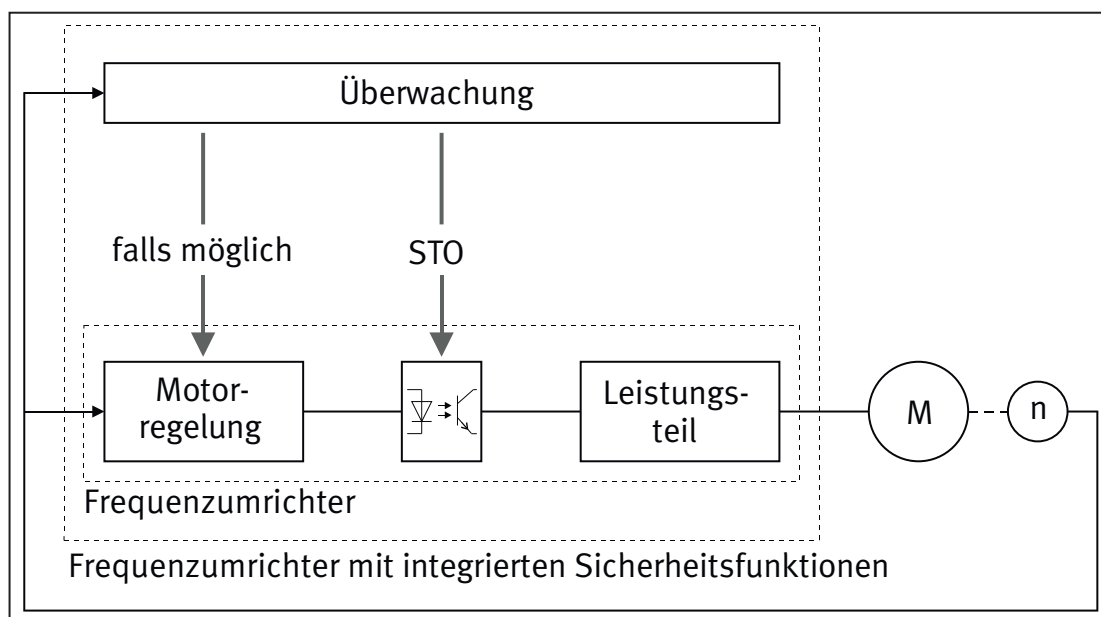 Überwachung
falls möglich
STO
Motor-
regelung
Leistungs-
teil
M
n
Frequenzumrichter
Frequenzumrichter mit integrierten Sicherheitsfunktionen